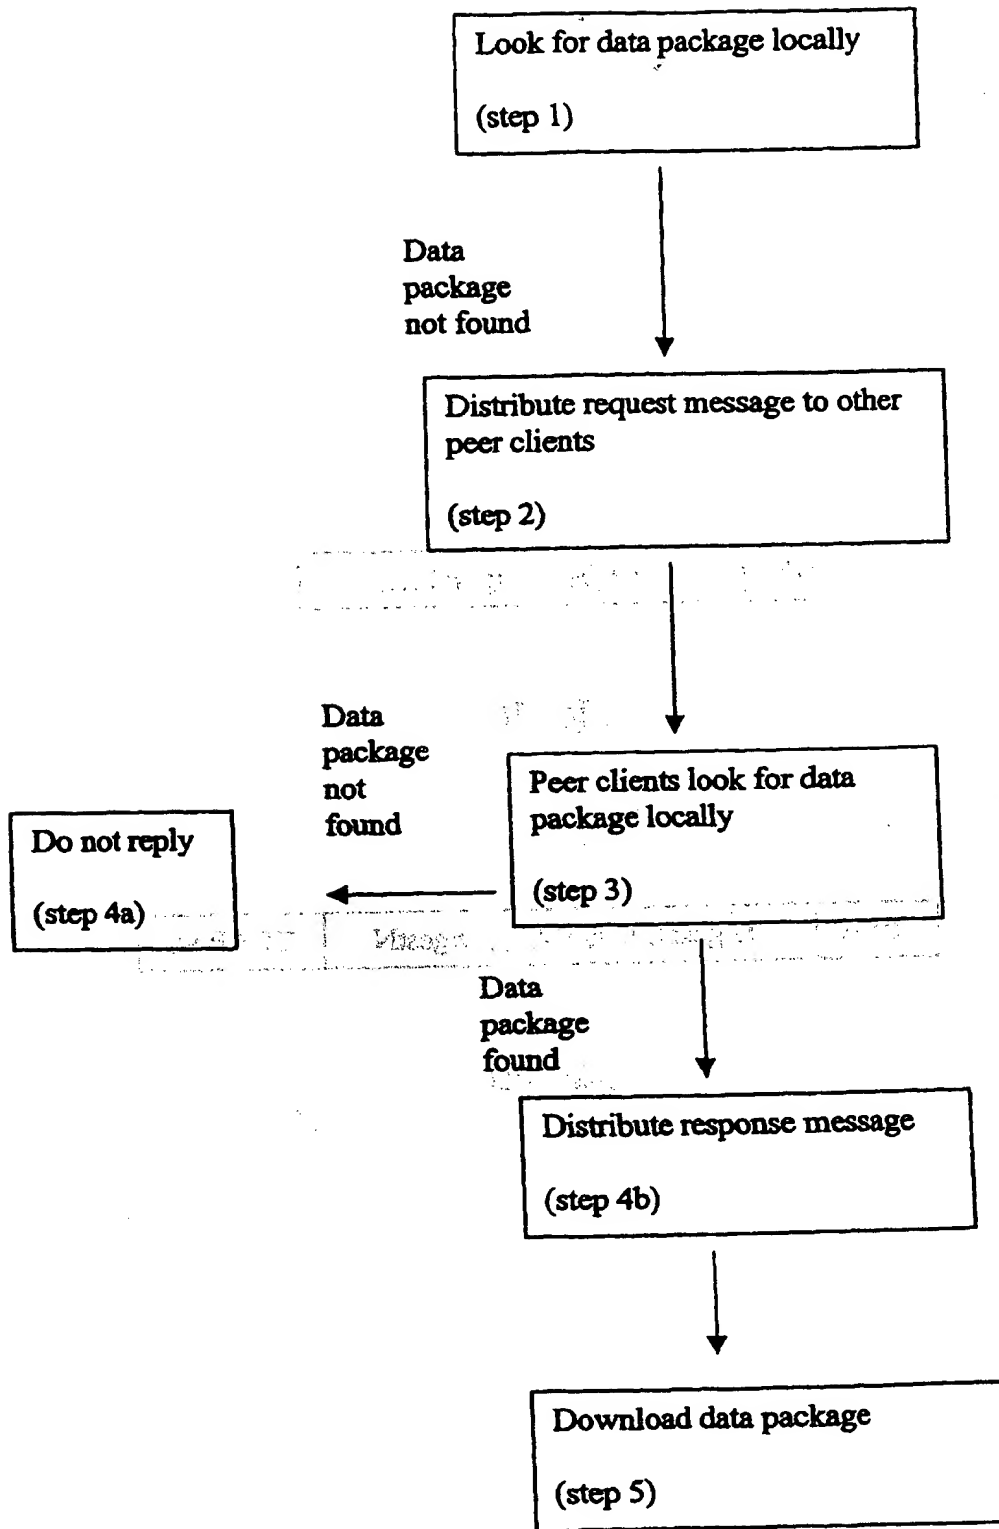 Look for data package locally
(step 1)
Data
package
not found
Distribute request message to other
peer clients
(step 2)
Data
package
not
found
Peer clients look for data
package locally
(step 3)
Do not reply
(step 4a)
Data
package
found
Distribute response message
(step 4b)
Download data package
(step 5)